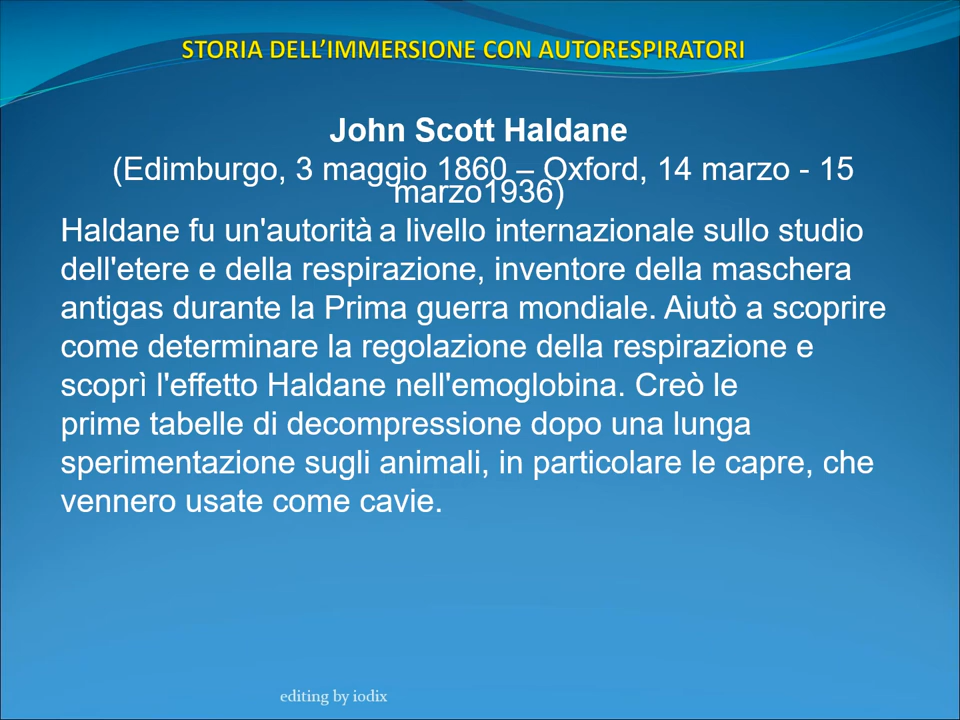 STORIA DELL’IMMERSIONE CON AUTORESPIRATORI
John Scott Haldane
(Edimburgo, 3 maggio 1860 – Oxford, 14 marzo - 15
marzo1936)
Haldane fu un'autorità a livello internazionale sullo studio
dell'etere e della respirazione, inventore della maschera
antigas durante la Prima guerra mondiale. Aiutò a scoprire
come determinare la regolazione della respirazione e
scoprì l'effetto Haldane nell'emoglobina. Creò le
prime tabelle di decompressione dopo una lunga
sperimentazione sugli animali, in particolare le capre, che
vennero usate come cavie.
editing by iodix